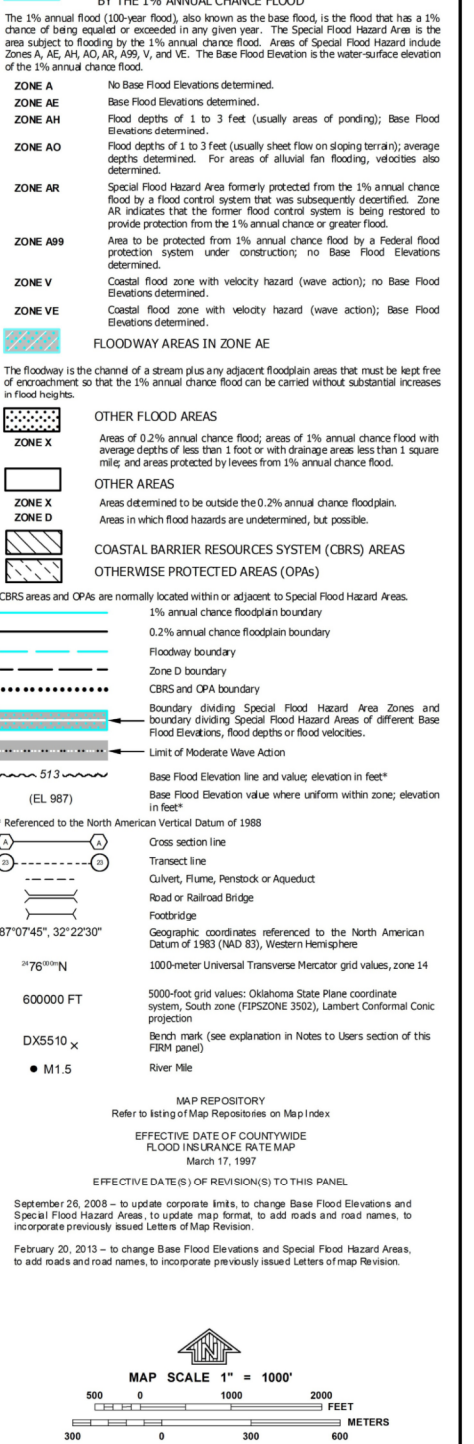 BY THE 1% ANNUAL CHANCE FLOOD
The 1% annual flood (100-year flood), also known as the base flood, is the flood that has a 1%
chance of being equaled or exceeded in any given year. The Special Flood Hazard Area is the
area subject to flooding by the 1% annual chance flood. Areas of Special Flood Hazard include
Zones A, AE, AH, AO, AR, A99, V, and VE. The Base Flood Elevation is the water-surface elevation
of the 1% annual chance flood.
ZONE A No Base Flood Elevations determined.
ZONE AE Base Flood Elevations determined.
ZONE AH Flood depths of 1 to 3 feet (usually areas of ponding); Base Flood
Elevations determined.
ZONE AO Flood depths of 1 to 3 feet (usually sheet flow on sloping terrain); average
depths determined. For areas of alluvial fan flooding, velocities also
determined.
ZONE AR Special Flood Hazard Area formerly protected from the 1% annual chance
flood by a flood control system that was subsequently decertified. Zone
AR indicates that the former flood control system is being restored to
provide protection from the 1% annual chance or greater flood.
ZONE A99 Area to be protected from 1% annual chance flood by a Federal flood
protection system under construction; no Base Flood Elevations
determined.
ZONE V Coastal flood zone with velocity hazard (wave action); no Base Flood
Elevations determined.
ZONE VE Coastal flood zone with velocity hazard (wave action); Base Flood
Elevations determined.
FLOODWAY AREAS IN ZONE AE
The floodway is the channel of a stream plus any adjacent floodplain areas that must be kept free
of encroachment so that the 1% annual chance flood can be carried without substantial increases
in flood heights.
OTHER FLOOD AREAS
ZONE X Areas of 0.2% annual chance flood; areas of 1% annual chance flood with
average depths of less than 1 foot or with drainage areas less than 1 square
mile; and areas protected by levees from 1% annual chance flood.
OTHER AREAS
ZONE X Areas determined to be outside the 0.2% annual chance floodplain.
ZONE D Areas in which flood hazards are undetermined, but possible.
COASTAL BARRIER RESOURCES SYSTEM (CBRS) AREAS
OTHERWISE PROTECTED AREAS (OPAs)
CBRS areas and OPAs are normally located within or adjacent to Special Flood Hazard Areas.
1% annual chance floodplain boundary
0.2% annual chance floodplain boundary
Floodway boundary
Zone D boundary
CBRS and OPA boundary
Boundary dividing Special Flood Hazard Area Zones and
boundary dividing Special Flood Hazard Areas of different Base
Flood Elevations, flood depths or flood velocities.
Limit of Moderate Wave Action
513 Base Flood Elevation line and value; elevation in feet*
(EL 987) Base Flood Elevation value where uniform within zone; elevation
in feet*
* Referenced to the North American Vertical Datum of 1988
A A Cross section line
23 23 Transect line
Culvert, Flume, Penstock or Aqueduct
Road or Railroad Bridge
Footbridge
87°07'45", 32°22'30" Geographic coordinates referenced to the North American
Datum of 1983 (NAD 83), Western Hemisphere
2476000mN 1000-meter Universal Transverse Mercator grid values, zone 14
600000 FT 5000-foot grid values: Oklahoma State Plane coordinate
system, South zone (FIPSZONE 3502), Lambert Conformal Conic
projection
DX5510 x Bench mark (see explanation in Notes to Users section of this
FIRM panel)
● M1.5 River Mile
MAP REPOSITORY
Refer to listing of Map Repositories on Map Index
EFFECTIVE DATE OF COUNTYWIDE
FLOOD INSURANCE RATE MAP
March 17, 1997
EFFECTIVE DATE(S) OF REVISION(S) TO THIS PANEL
September 26, 2008 – to update corporate limits, to change Base Flood Elevations and
Special Flood Hazard Areas, to update map format, to add roads and road names, to
incorporate previously issued Letters of Map Revision.
February 20, 2013 – to change Base Flood Elevations and Special Flood Hazard Areas,
to add roads and road names, to incorporate previously issued Letters of map Revision.
N
MAP SCALE 1" = 1000'
500 0 1000 2000
FEET
METERS
300 0 300 600